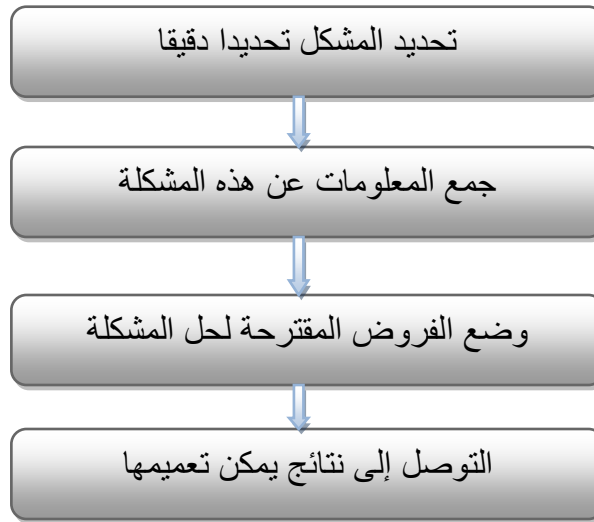 تحديد المشكل تحديدا دقيقا
جمع المعلومات عن هذه المشكلة
وضع الفروض المقترحة لحل المشكلة
التوصل إلى نتائج يمكن تعميمها